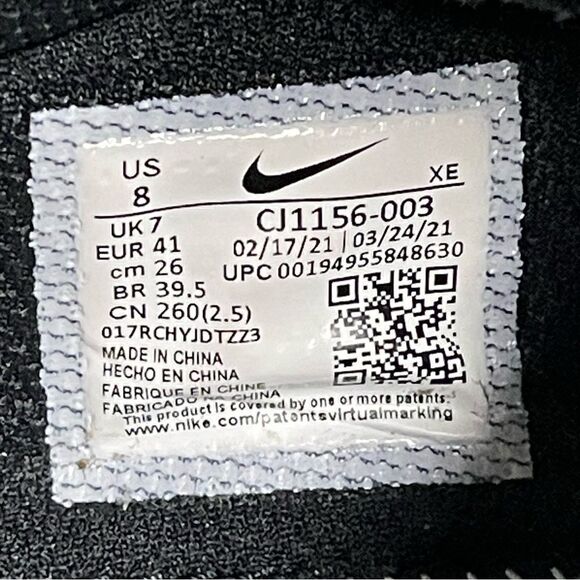 US
8
XE
UK 7
EUR 41
cm 26
BR 39.5
CN 260(2.5)
017RCHYJDTZZ3
CJ1156-003
02/17/21 | 03/24/21
UPC 00194955848630
MADE IN CHINA
HECHO EN CHINA
FABRIQUE EN CHINE
FABRICADO NA CHINA
This product is covered by one or more patents:
www.nike.com/patentsvirtualmarking